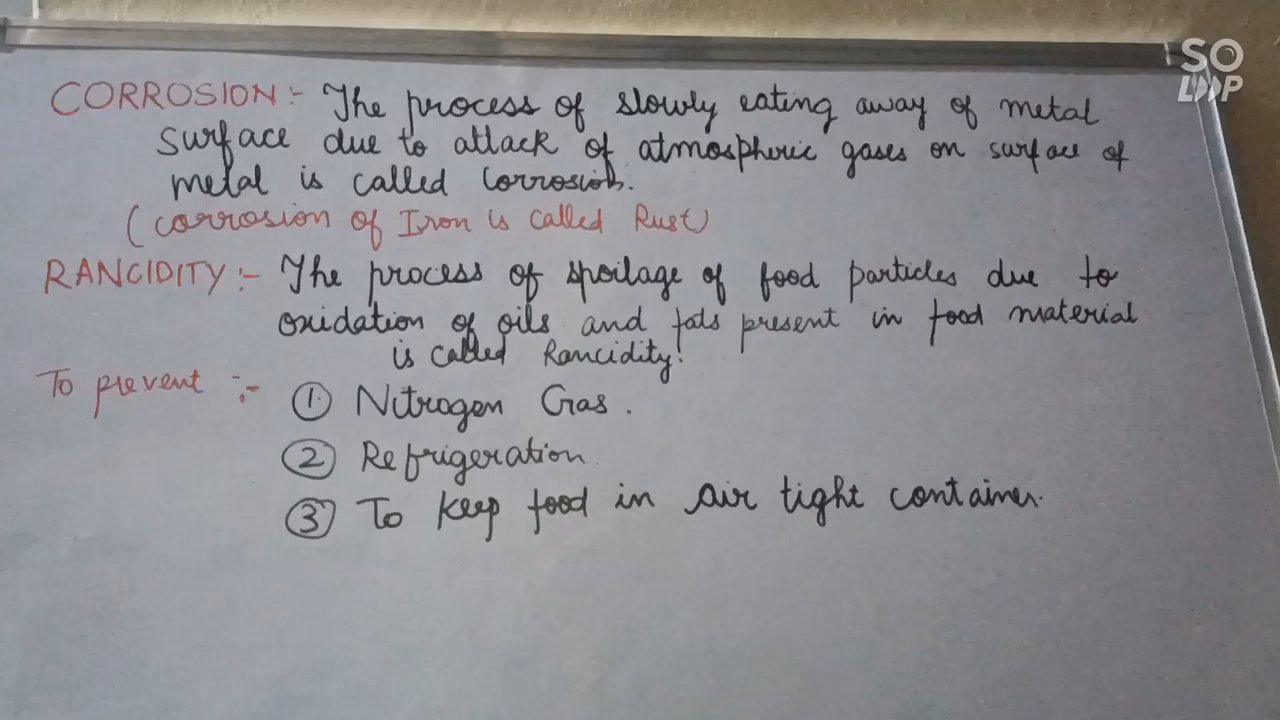 CORROSION:- The process of slowly eating away of metal
surface due to attack of atmospheric gases on surface of
metal is called Corrosion.
(corrosion of Iron is called Rust)
RANCIDITY:- The process of spoilage of food particles due to
oxidation of oils and fats present in food material
is called Rancidity.
To prevent :-
① Nitrogen Gas.
② Refrigeration.
③ To keep food in air tight container.
SO
LOOP